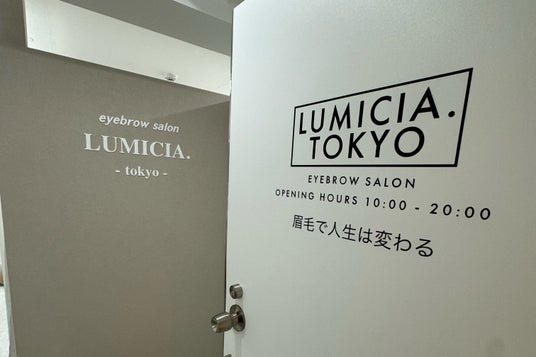 eyebrow salon
LUMICIA.
- tokyo -
LUMICIA.
TOKYO
EYEBROW SALON
OPENING HOURS 10:00 - 20:00
眉毛で人生は変わる